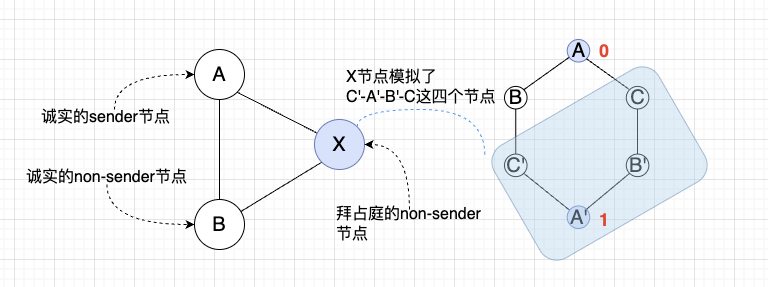 A
诚实的sender节点
诚实的non-sender节点
B
X
X节点模拟了
C'-A'-B'-C这四个节点
拜占庭的non-sender
节点
A 0
B
C
C'
B'
A' 1